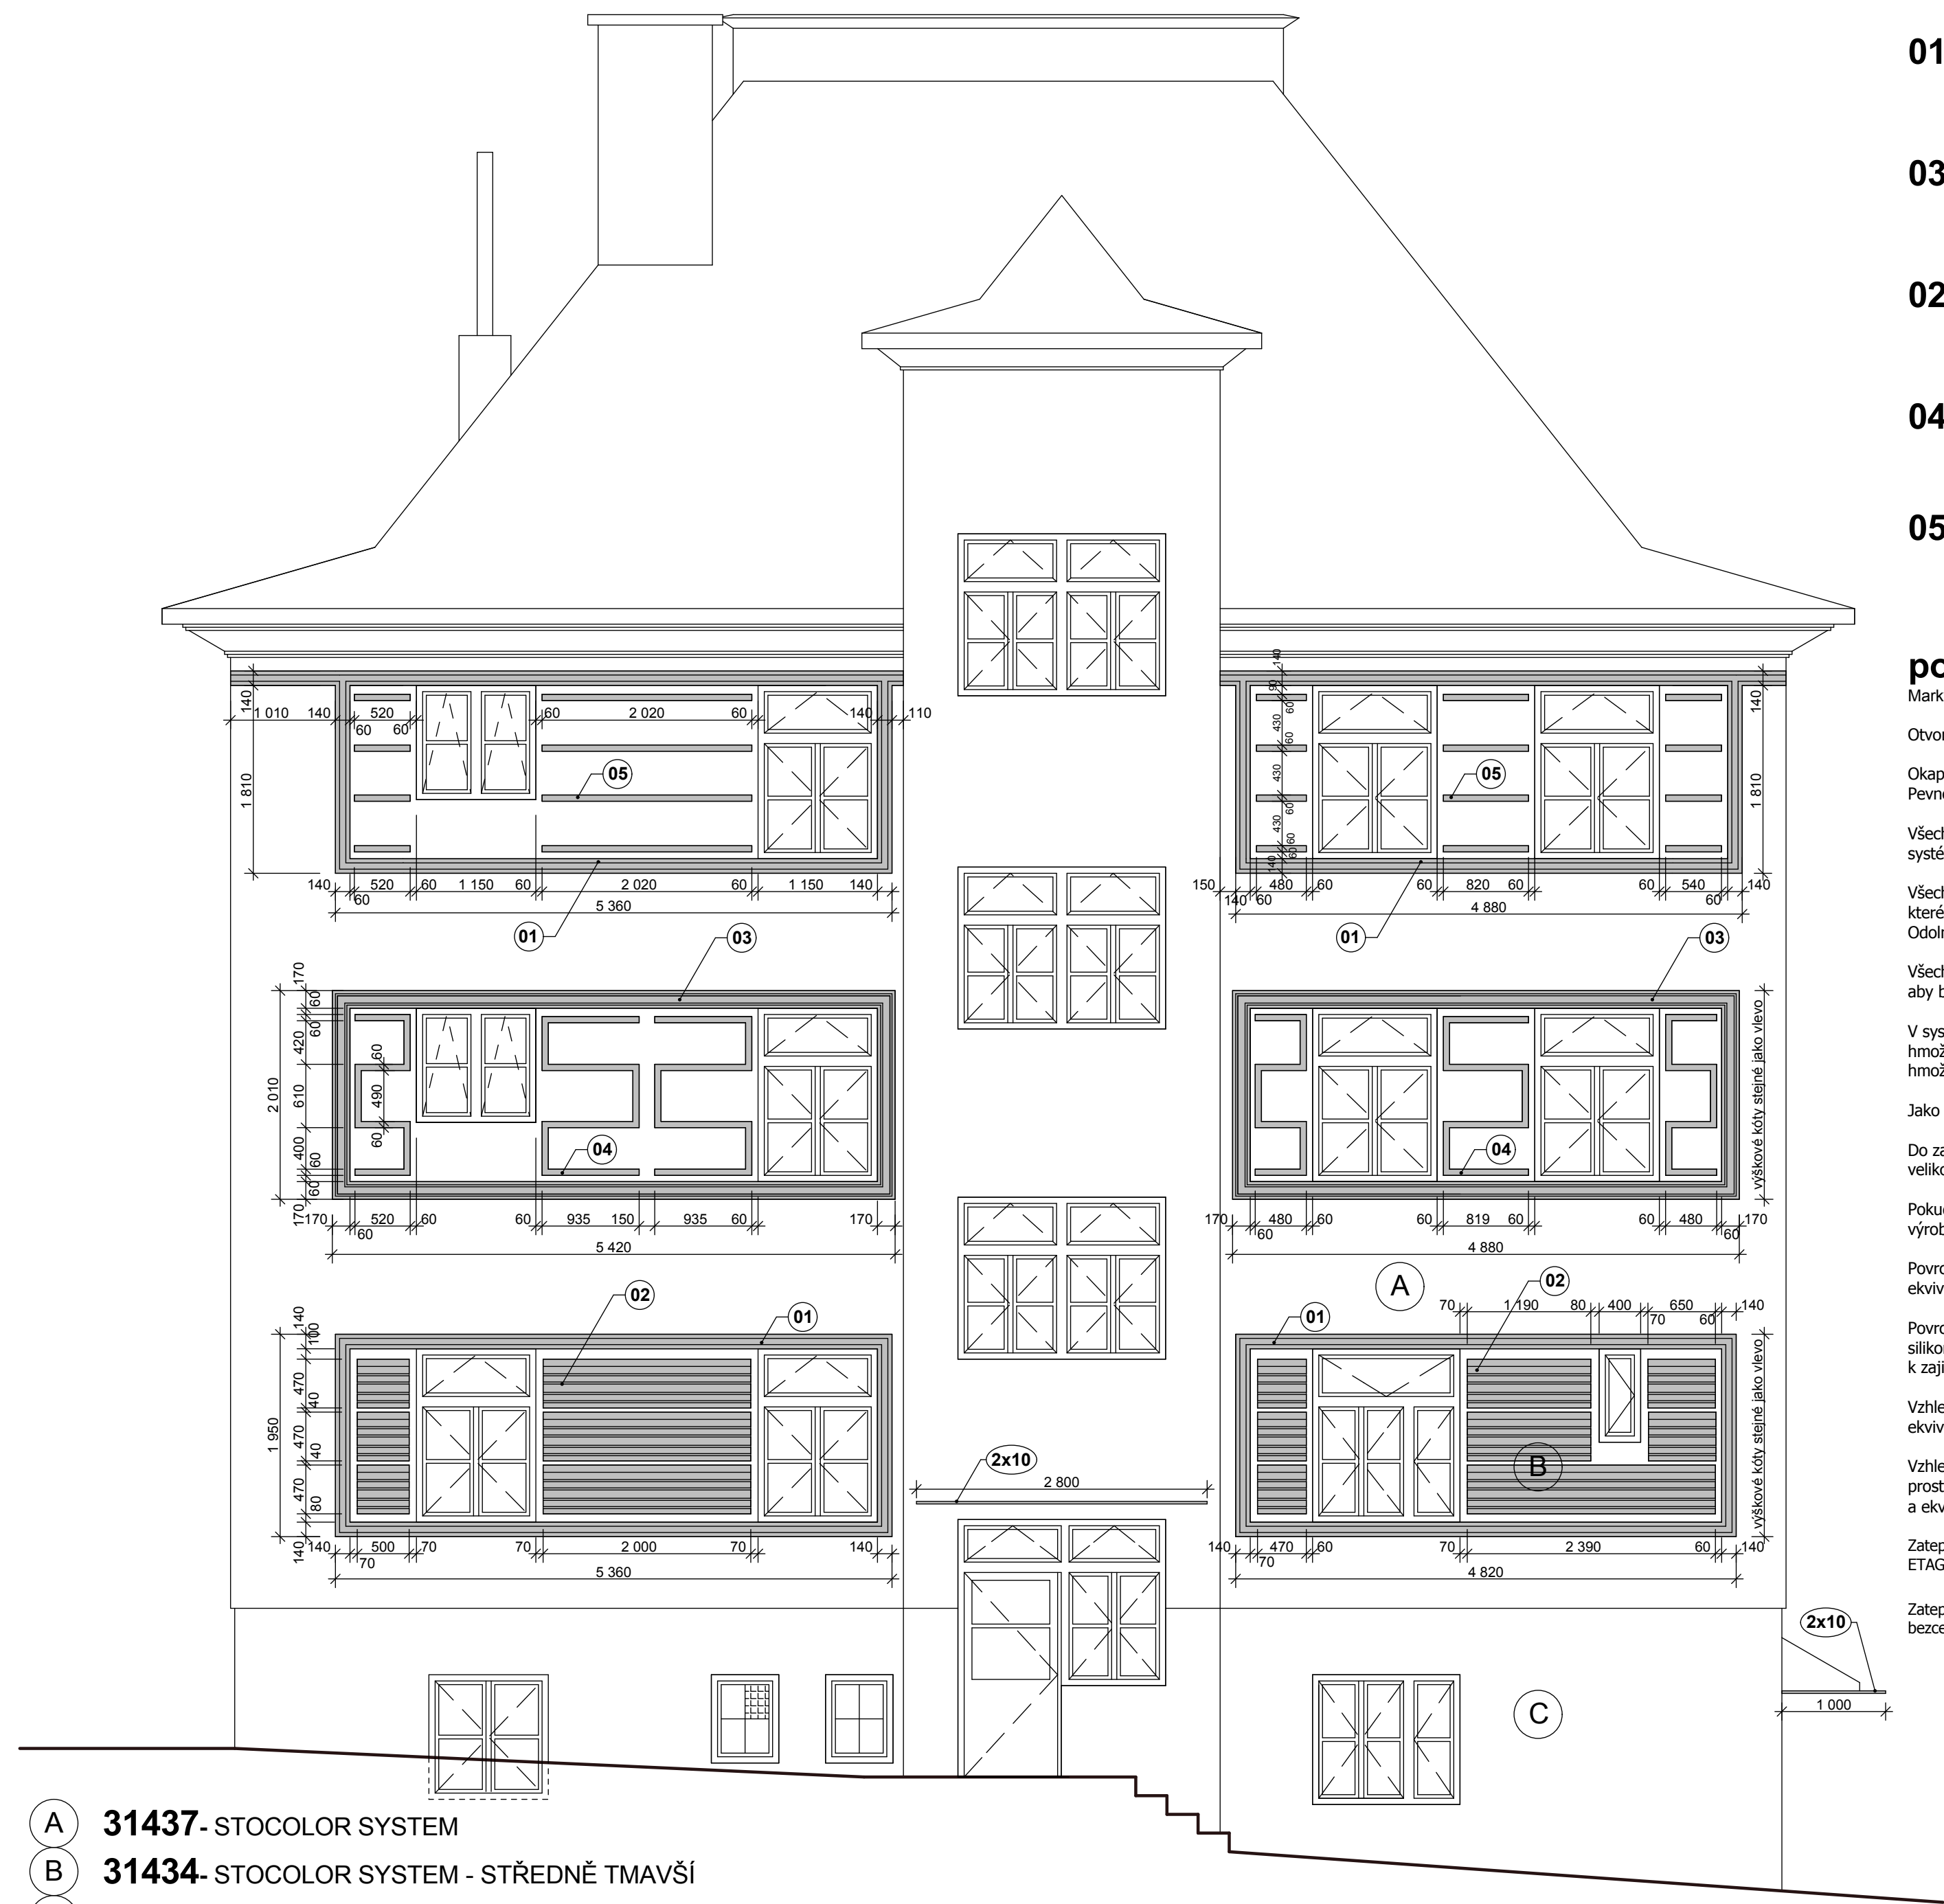 01
03
02
04
05
po
Mark
Otvor
Okap
Pevn
Všech
systé
Všech
které
Odoln
Všech
aby b
V sys
hmož
hmož
Jako
Do za
veliko
Poku
výrob
Povro
ekviv
Povro
silikon
k zaji
Vzhle
ekviv
Vzhle
prost
a ekv
Zatep
ETAG
Zatep
bezce
140
1 010 140 520 60 2 020 60 140 110
60 60
1 810
05
140 520 60 1 150 60 2 020 60 1 150 140
60
5 360
01
03
140
90
60
430
60
430
60
430
60
60
140
05
140
1 810
150 480 60 60 820 60 60 540 140
140 60 60
4 880
01
03
170
60
60
420
60
2 010
610
490
60
400
60
60
170
04
170 520 60 60 935 150 935 60 170
60
5 420
04
výškové kóty stejné jako vlevo
170 480 60 60 819 60 60 480 170
60 60
4 880
A
02
01
140
100
470
40
1 950
470
40
470
80
140
140 500 70 70 2 000 70 140
70
5 360
2x10
2 800
01
02
70 1 190 80 400 650 140
70 60
B
výškové kóty stejné jako vlevo
140 470 60 70 2 390 60 140
70
4 820
2x10
1 000
C
A 31437- STOCOLOR SYSTEM
B 31434- STOCOLOR SYSTEM - STŘEDNĚ TMAVŠÍ